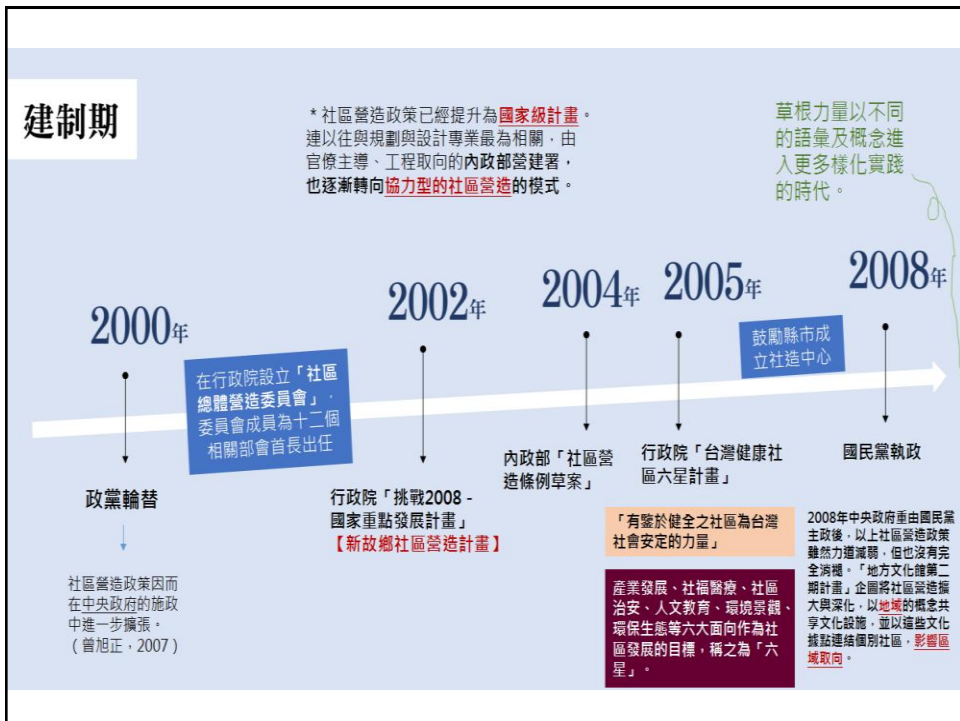 建制期
* 社區營造政策已經提升為國家級計畫。
連以往與規劃與設計專業最為相關，由
官僚主導、工程取向的內政部營建署，
也逐漸轉向協力型的社區營造的模式。
草根力量以不同
的語彙及概念進
入更多樣化實踐
的時代。
2000年
2002年
2004年
2005年
2008年
在行政院設立「社區
總體營造委員會」，
委員會成員為十二個
相關部會首長出任
鼓勵縣市成
立社造中心
政黨輪替
社區營造政策因而
在中央政府的施政
中進一步擴張。
（曾旭正，2007）
行政院「挑戰2008 -
國家重點發展計畫」
【新故鄉社區營造計畫】
內政部「社區營
造條例草案」
行政院「台灣健康社
區六星計畫」
「有鑒於健全之社區為台灣
社會安定的力量」
產業發展、社福醫療、社區
治安、人文教育、環境景觀、
環保生態等六大面向作為社
區發展的目標，稱之為「六
星」。
國民黨執政
2008年中央政府重由國民黨
主政後，以上社區營造政策
雖然力道減弱，但也沒有完
全消褪。「地方文化館第二
期計畫」企圖將社區營造擴
大與深化，以地域的概念共
享文化設施，並以這些文化
據點連結個別社區，影響區
域取向。